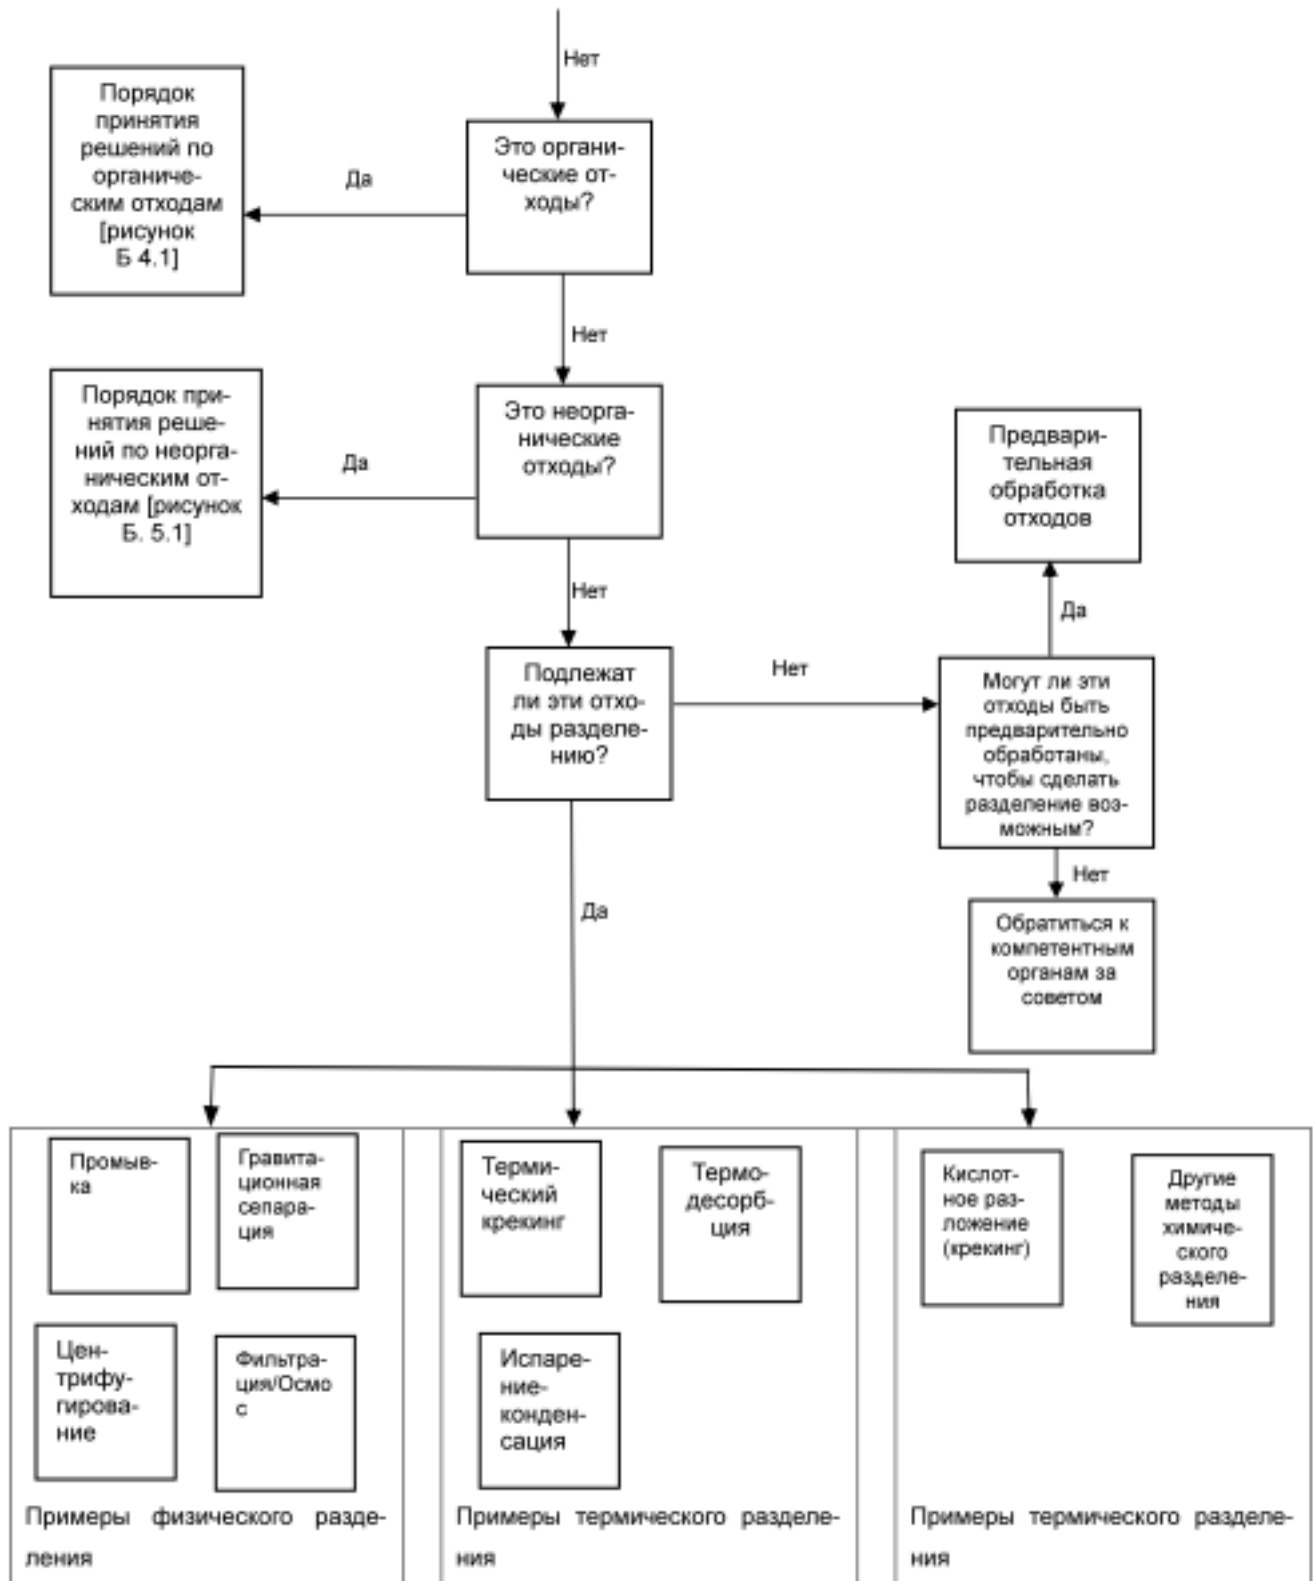 Нет
Порядок
принятия
решений по
органиче-
ским отходам
[рисунок
Б 4.1]
Да
Это органи-
ческие от-
ходы?
Нет
Порядок при-
нятия реше-
ний по неорга-
ническим от-
ходам [рисунок
Б. 5.1]
Да
Это неорга-
нические
отходы?
Предвари-
тельная
обработка
отходов
Нет
Да
Подлежат
ли эти отхо-
ды разделе-
нию?
Нет
Могут ли эти
отходы быть
предварительно
обработаны,
чтобы сделать
разделение воз-
можным?
Нет
Да
Обратиться к
компетентным
органам за
советом
Промыв-
ка
Гравита-
ционная
сепара-
ция
Цен-
трифу-
гирова-
ние
Фильтра-
ция/Осмо
с
Примеры физического разде-
ления
Терми-
ческий
крекинг
Термо-
десорб-
ция
Испаре-
ние-
конден-
сация
Примеры термического разделе-
ния
Кислот-
ное раз-
ложение
(крекинг)
Другие
методы
химиче-
ского
разделе-
ния
Примеры термического разделе-
ния